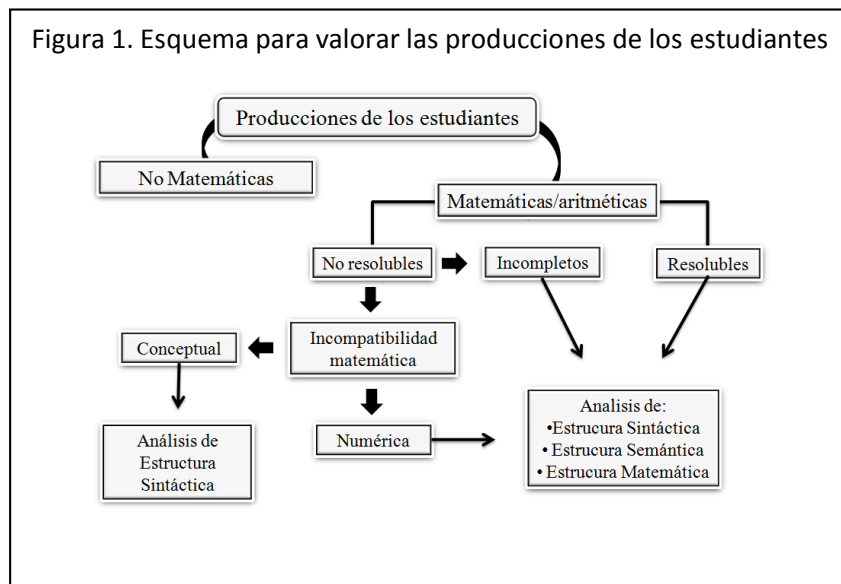 Figura 1. Esquema para valorar las producciones de los estudiantes
Producciones de los estudiantes
No Matemáticas
Matemáticas/aritméticas
No resolubles
Incompletos
Resolubles
Conceptual
Incompatibilidad
matemática
Análisis de
Estructura
Sintáctica
Numérica
Analisis de:
•Estrucura Sintáctica
• Estrucura Semántica
• Estrucura Matemática